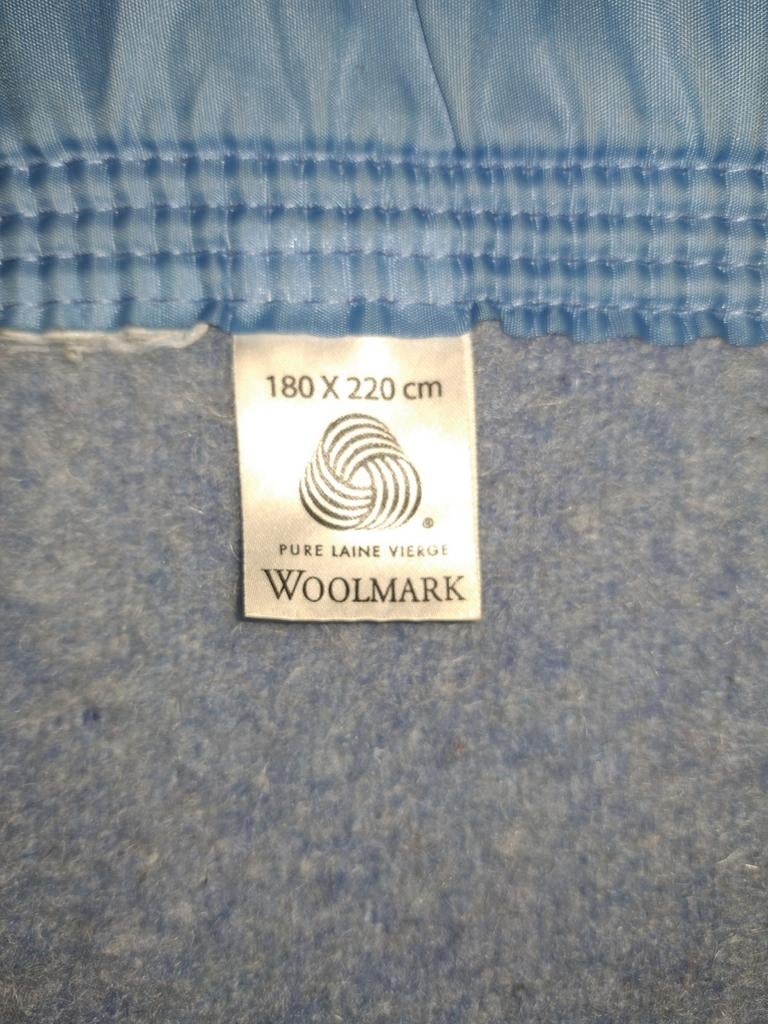 180 X 220 cm
®
PURE LAINE VIERGE
WOOLMARK